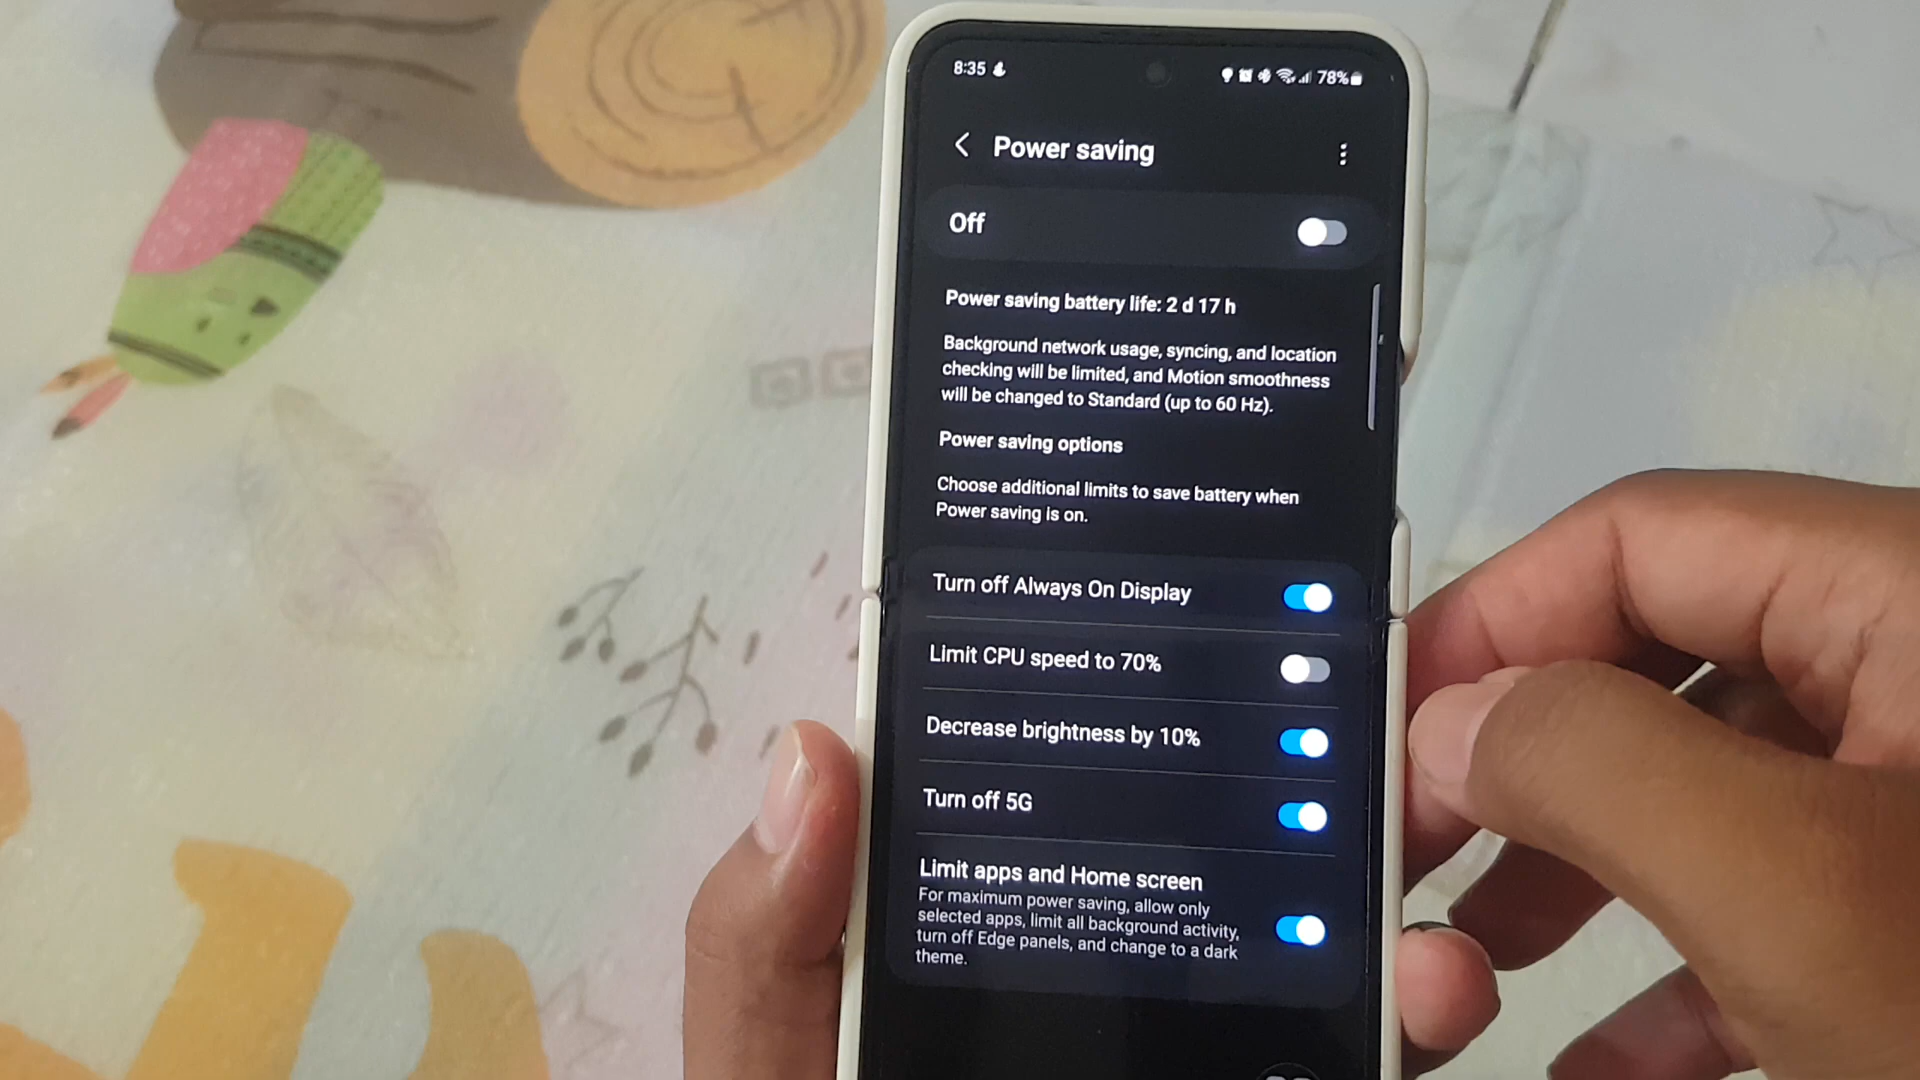 8:35
78%
Power saving
Off
Power saving battery life: 2 d 17 h
Background network usage, syncing, and location
checking will be limited, and Motion smoothness
will be changed to Standard (up to 60 Hz).
Power saving options
Choose additional limits to save battery when
Power saving is on.
Turn off Always On Display
Limit CPU speed to 70%
Decrease brightness by 10%
Turn off 5G
Limit apps and Home screen
For maximum power saving, allow only
selected apps, limit all background activity,
turn off Edge panels, and change to a dark
theme.